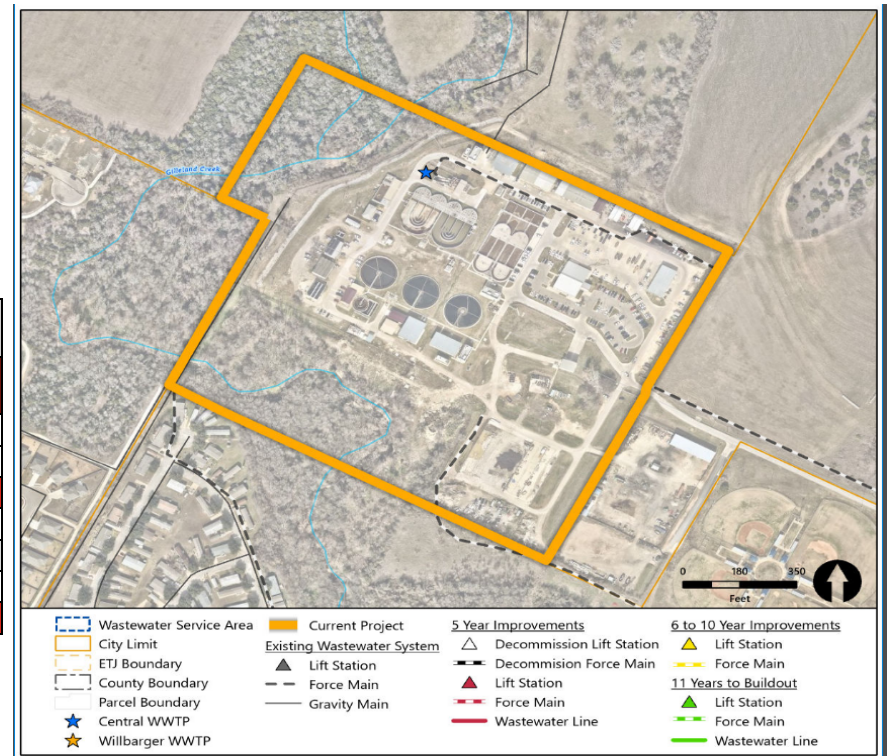 Gilleland Creek
0 180 350
Feet
Wastewater Service Area
City Limit
ETJ Boundary
County Boundary
Parcel Boundary
Central WWTP
Willbarger WWTP
Current Project
Existing Wastewater System
Lift Station
Force Main
Gravity Main
5 Year Improvements
Decommission Lift Station
Decommision Force Main
Lift Station
Force Main
Wastewater Line
6 to 10 Year Improvements
Lift Station
Force Main
11 Years to Buildout
Lift Station
Force Main
Wastewater Line